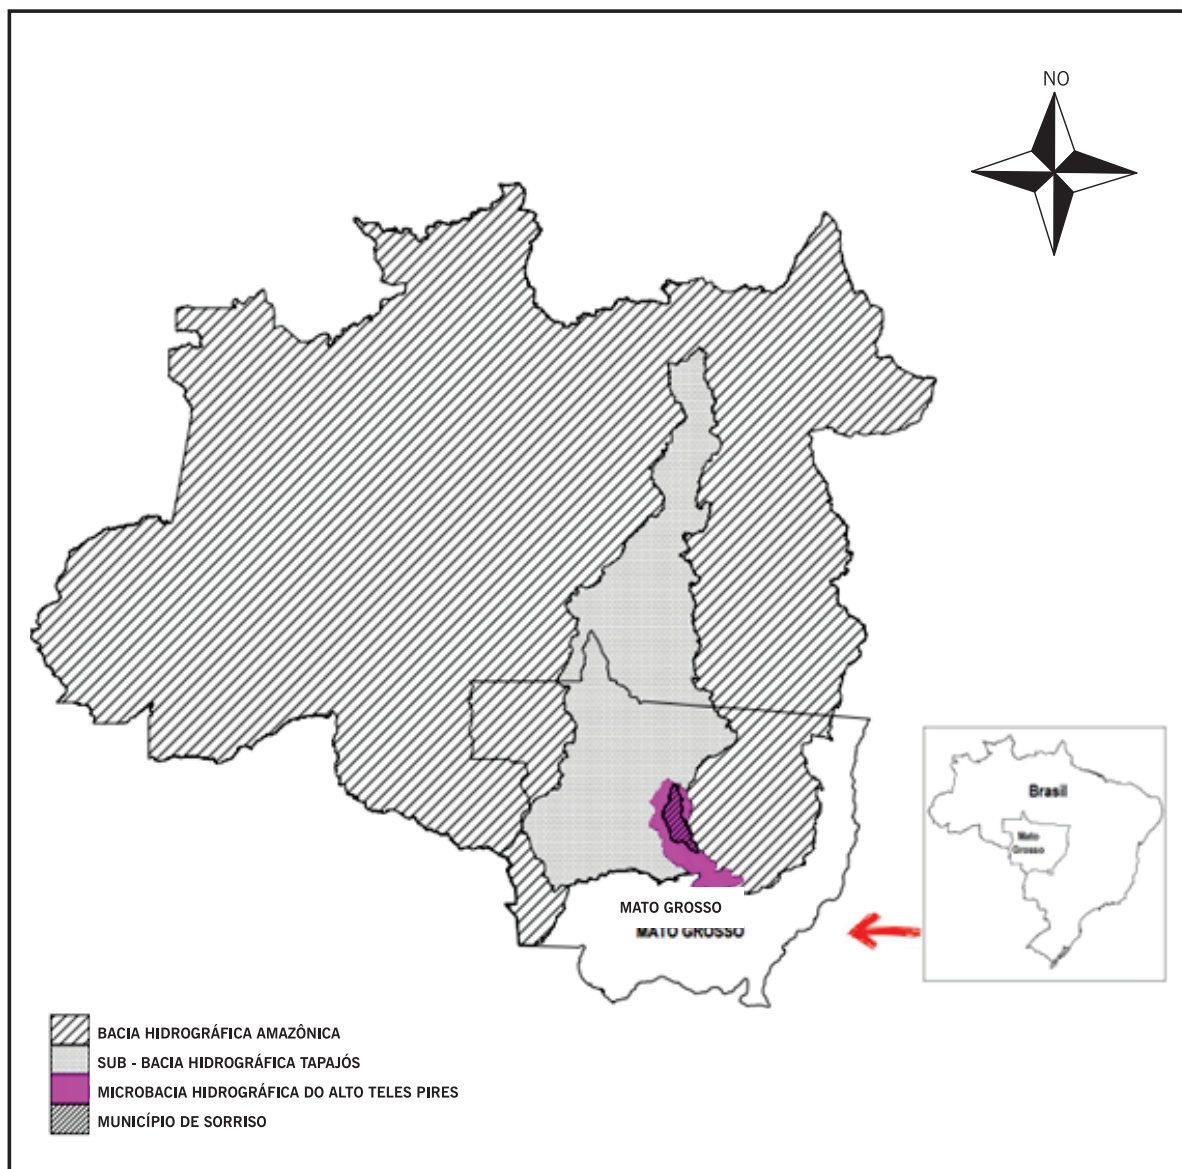 NO
Brasil
Mato
Grosso
MATO GROSSO
MATO GROSSO
BACIA HIDROGRÁFICA AMAZÔNICA
SUB - BACIA HIDROGRÁFICA TAPAJÓS
MICROBACIA HIDROGRÁFICA DO ALTO TELES PIRES
MUNICÍPIO DE SORRISO